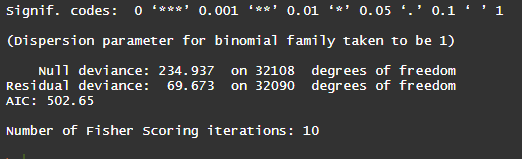 Signif. codes:  0 ‘***’ 0.001 ‘**’ 0.01 ‘*’ 0.05 ‘.’ 0.1 ‘ ’ 1
(Dispersion parameter for binomial family taken to be 1)
    Null deviance: 234.937  on 32108  degrees of freedom
Residual deviance:  69.673  on 32090  degrees of freedom
AIC: 502.65
Number of Fisher Scoring iterations: 10